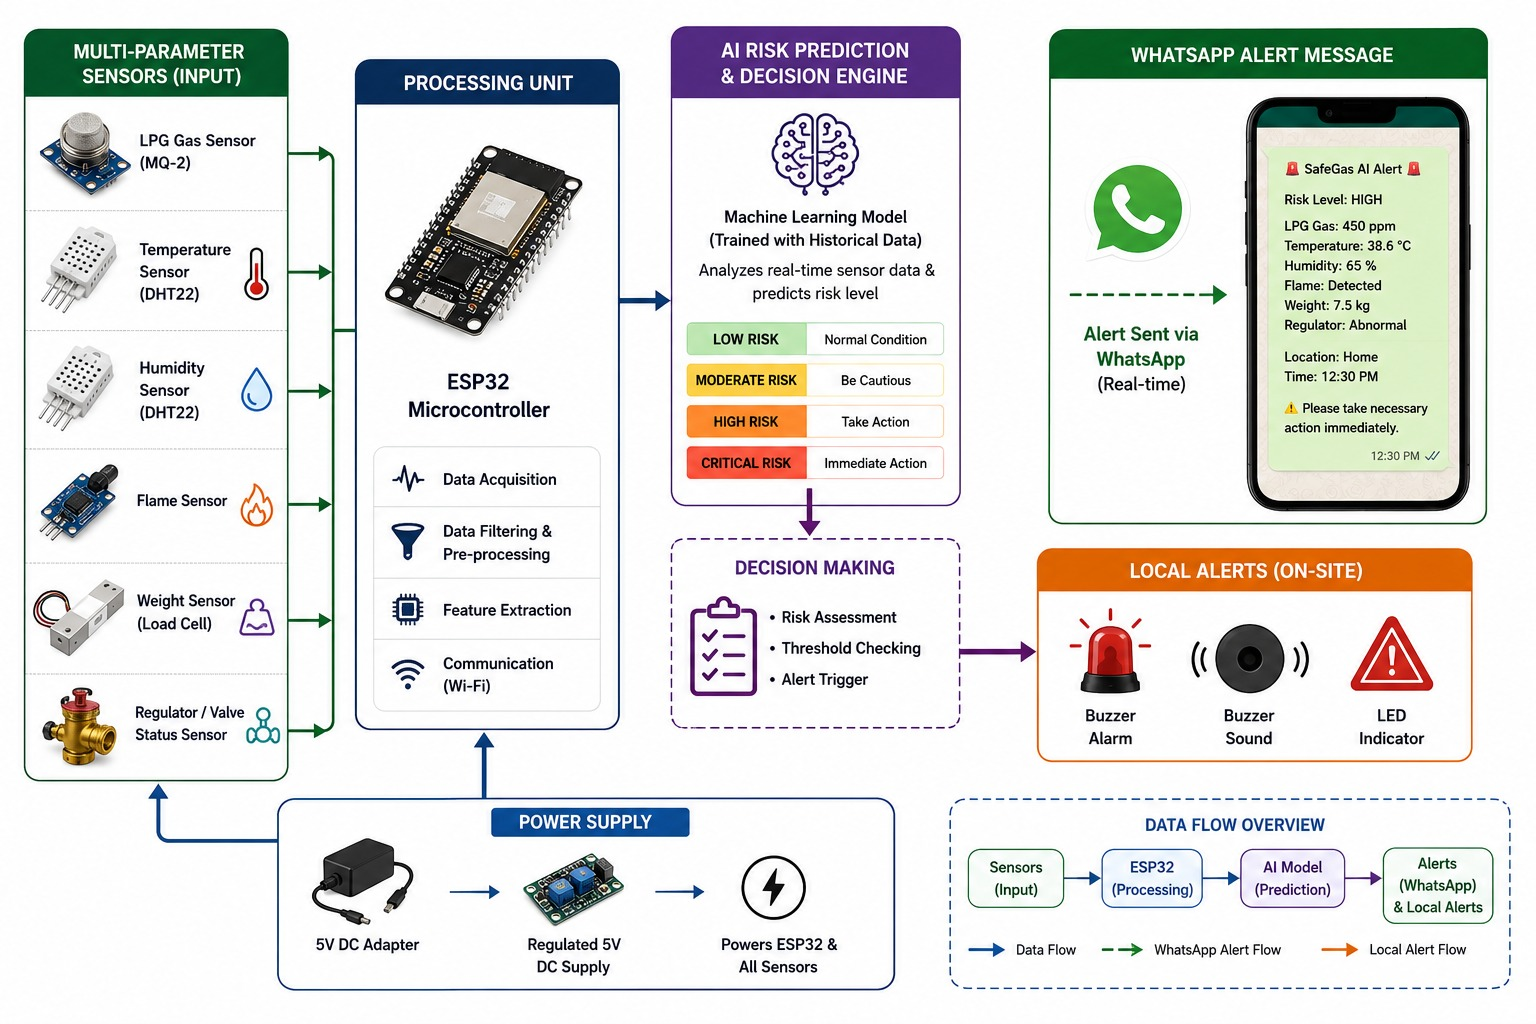 MULTI-PARAMETER
SENSORS (INPUT)
LPG Gas Sensor
(MQ-2)
Temperature
Sensor
(DHT22)
Humidity
Sensor
(DHT22)
Flame Sensor
Weight Sensor
(Load Cell)
Regulator / Valve
Status Sensor
PROCESSING UNIT
ESP32
Microcontroller
Data Acquisition
Data Filtering &
Pre-processing
Feature Extraction
Communication
(Wi-Fi)
AI RISK PREDICTION
& DECISION ENGINE
Machine Learning Model
(Trained with Historical Data)
Analyzes real-time sensor data &
predicts risk level
LOW RISK Normal Condition
MODERATE RISK Be Cautious
HIGH RISK Take Action
CRITICAL RISK Immediate Action
DECISION MAKING
• Risk Assessment
• Threshold Checking
• Alert Trigger
WHATSAPP ALERT MESSAGE
Alert Sent via
WhatsApp
(Real-time)
🚨 SafeGas AI Alert 🚨
Risk Level: HIGH
LPG Gas: 450 ppm
Temperature: 38.6 °C
Humidity: 65 %
Flame: Detected
Weight: 7.5 kg
Regulator: Abnormal
Location: Home
Time: 12:30 PM
⚠️ Please take necessary
action immediately.
12:30 PM
LOCAL ALERTS (ON-SITE)
Buzzer
Alarm
Buzzer
Sound
LED
Indicator
POWER SUPPLY
5V DC Adapter
Regulated 5V
DC Supply
Powers ESP32 &
All Sensors
DATA FLOW OVERVIEW
Sensors
(Input)
ESP32
(Processing)
AI Model
(Prediction)
Alerts
(WhatsApp)
& Local Alerts
Data Flow
WhatsApp Alert Flow
Local Alert Flow